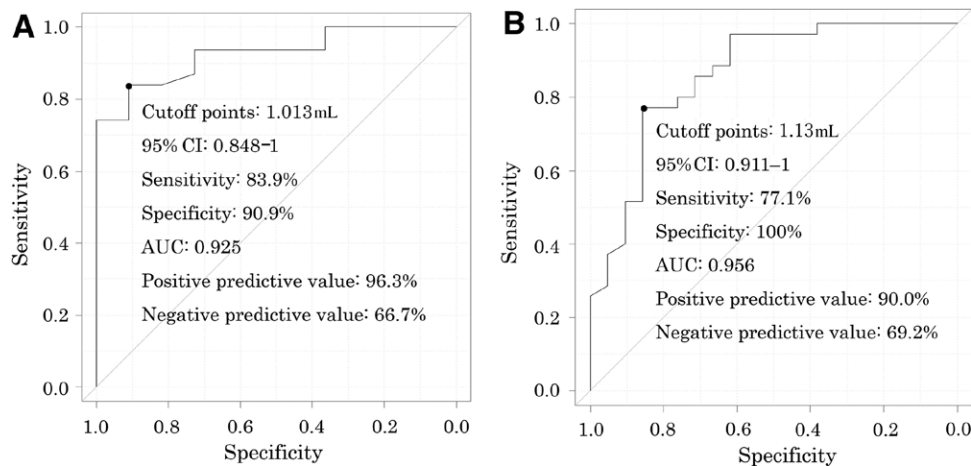 A
1.0
0.8
0.6
0.4
0.2
0.0
Sensitivity
Cutoff points: 1.013mL
95% CI: 0.848–1
Sensitivity: 83.9%
Specificity: 90.9%
AUC: 0.925
Positive predictive value: 96.3%
Negative predictive value: 66.7%
1.0 0.8 0.6 0.4 0.2 0.0
Specificity
B
1.0
0.8
0.6
0.4
0.2
0.0
Sensitivity
Cutoff points: 1.13mL
95% CI: 0.911–1
Sensitivity: 77.1%
Specificity: 100%
AUC: 0.956
Positive predictive value: 90.0%
Negative predictive value: 69.2%
1.0 0.8 0.6 0.4 0.2 0.0
Specificity